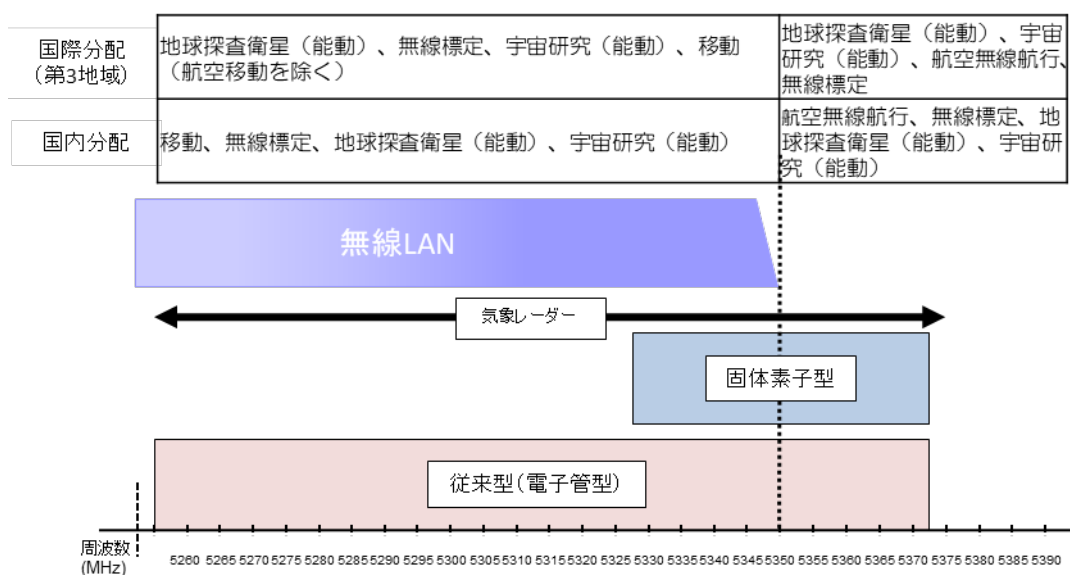 国際分配
(第3地域)
地球探査衛星（能動）、無線標定、宇宙研究（能動）、移動
（航空移動を除く）
地球探査衛星（能動）、宇宙
研究（能動）、航空無線航行、
無線標定
国内分配
移動、無線標定、地球探査衛星（能動）、宇宙研究（能動）
航空無線航行、無線標定、地
球探査衛星（能動）、宇宙研
究（能動）
無線LAN
気象レーダー
固体素子型
従来型(電子管型)
周波数
(MHz)
5260 5265 5270 5275 5280 5285 5290 5295 5300 5305 5310 5315 5320 5325 5330 5335 5340 5345 5350 5355 5360 5365 5370 5375 5380 5385 5390